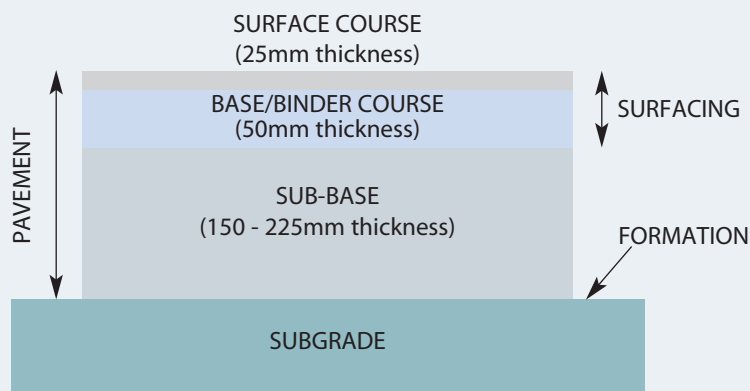 SURFACE COURSE
(25mm thickness)
BASE/BINDER COURSE
(50mm thickness)
SURFACING
PAVEMENT
SUB-BASE
(150 - 225mm thickness)
FORMATION
SUBGRADE